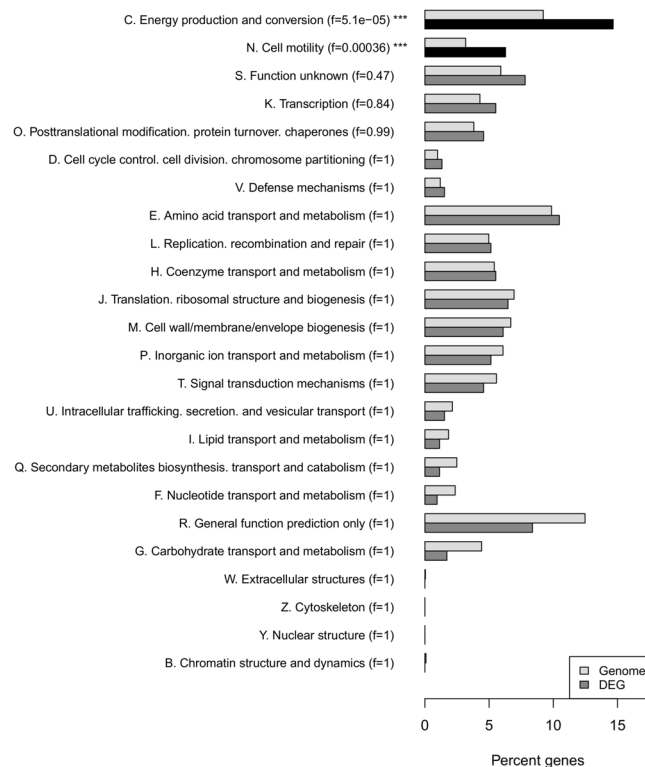 C. Energy production and conversion (f=5.1e−05) ***
N. Cell motility (f=0.00036) ***
S. Function unknown (f=0.47)
K. Transcription (f=0.84)
O. Posttranslational modification. protein turnover. chaperones (f=0.99)
D. Cell cycle control. cell division. chromosome partitioning (f=1)
V. Defense mechanisms (f=1)
E. Amino acid transport and metabolism (f=1)
L. Replication. recombination and repair (f=1)
H. Coenzyme transport and metabolism (f=1)
J. Translation. ribosomal structure and biogenesis (f=1)
M. Cell wall/membrane/envelope biogenesis (f=1)
P. Inorganic ion transport and metabolism (f=1)
T. Signal transduction mechanisms (f=1)
U. Intracellular trafficking. secretion. and vesicular transport (f=1)
I. Lipid transport and metabolism (f=1)
Q. Secondary metabolites biosynthesis. transport and catabolism (f=1)
F. Nucleotide transport and metabolism (f=1)
R. General function prediction only (f=1)
G. Carbohydrate transport and metabolism (f=1)
W. Extracellular structures (f=1)
Z. Cytoskeleton (f=1)
Y. Nuclear structure (f=1)
B. Chromatin structure and dynamics (f=1)
Genome
DEG
0 5 10 15
Percent genes